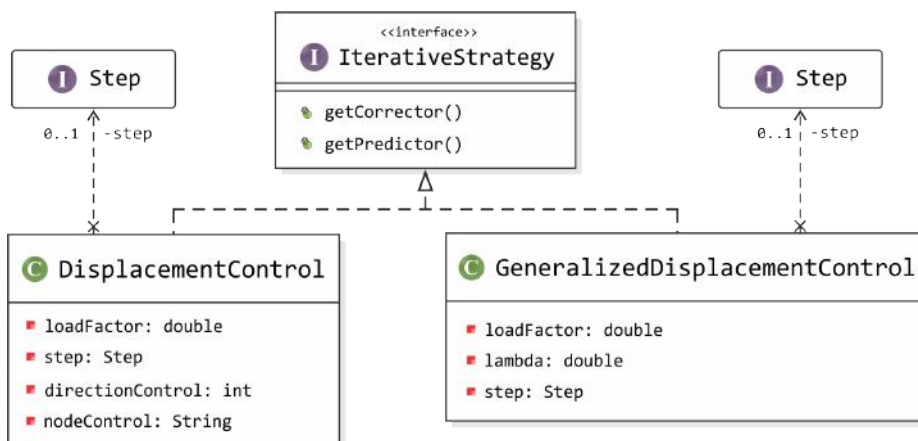 <<interface>>
I IterativeStrategy
getCorrector()
getPredictor()
I Step
0..1 -step
I Step
0..1 -step
C DisplacementControl
loadFactor: double
step: Step
directionControl: int
nodeControl: String
C GeneralizedDisplacementControl
loadFactor: double
lambda: double
step: Step